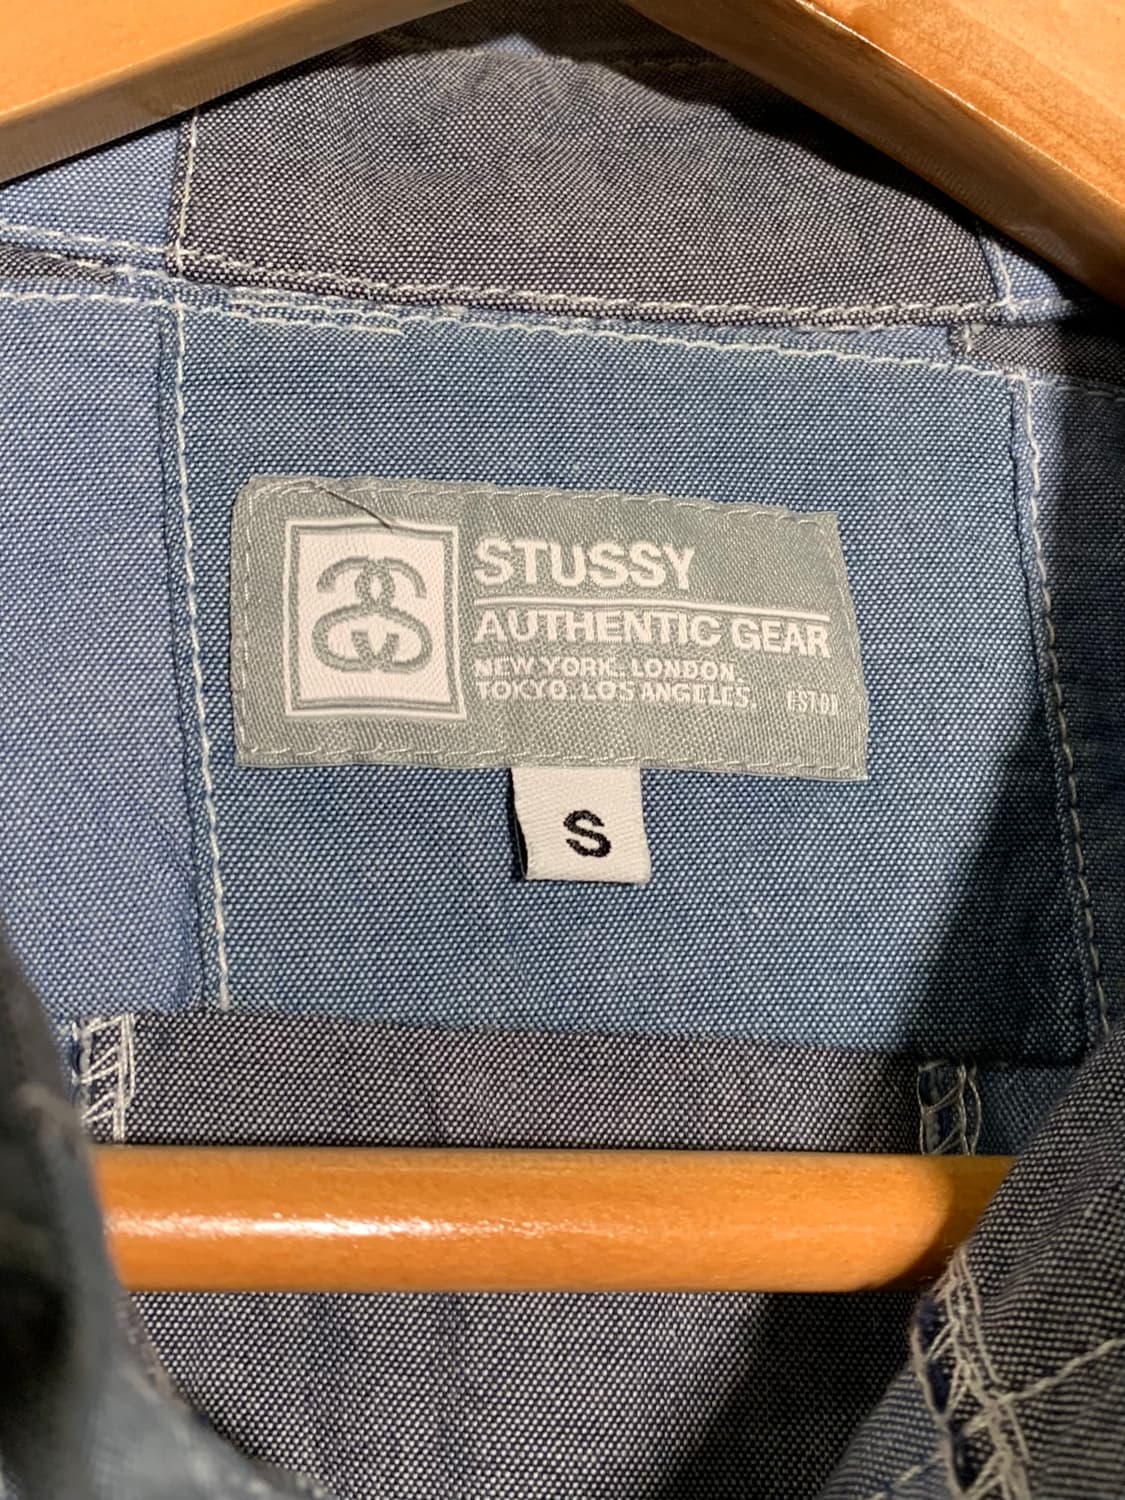 STUSSY
AUTHENTIC GEAR
NEW YORK. LONDON.
TOKYO. LOS ANGELES.
S